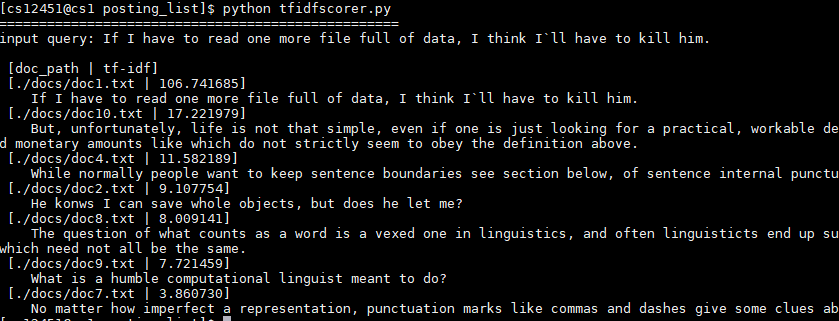 [cs12451@cs1 posting_list]$ python tfidfscorer.py
==================================================
input query: If I have to read one more file full of data, I think I`ll have to kill him.
[doc_path | tf-idf]
[./docs/doc1.txt | 106.741685]
If I have to read one more file full of data, I think I`ll have to kill him.
[./docs/doc10.txt | 17.221979]
But, unfortunately, life is not that simple, even if one is just looking for a practical, workable de
d monetary amounts like which do not strictly seem to obey the definition above.
[./docs/doc4.txt | 11.582189]
While normally people want to keep sentence boundaries see section below, of sentence internal punctu
[./docs/doc2.txt | 9.107754]
He konws I can save whole objects, but does he let me?
[./docs/doc8.txt | 8.009141]
The question of what counts as a word is a vexed one in linguistics, and often linguisticts end up su
which need not all be the same.
[./docs/doc9.txt | 7.721459]
What is a humble computational linguist meant to do?
[./docs/doc7.txt | 3.860730]
No matter how imperfect a representation, punctuation marks like commas and dashes give some clues ab